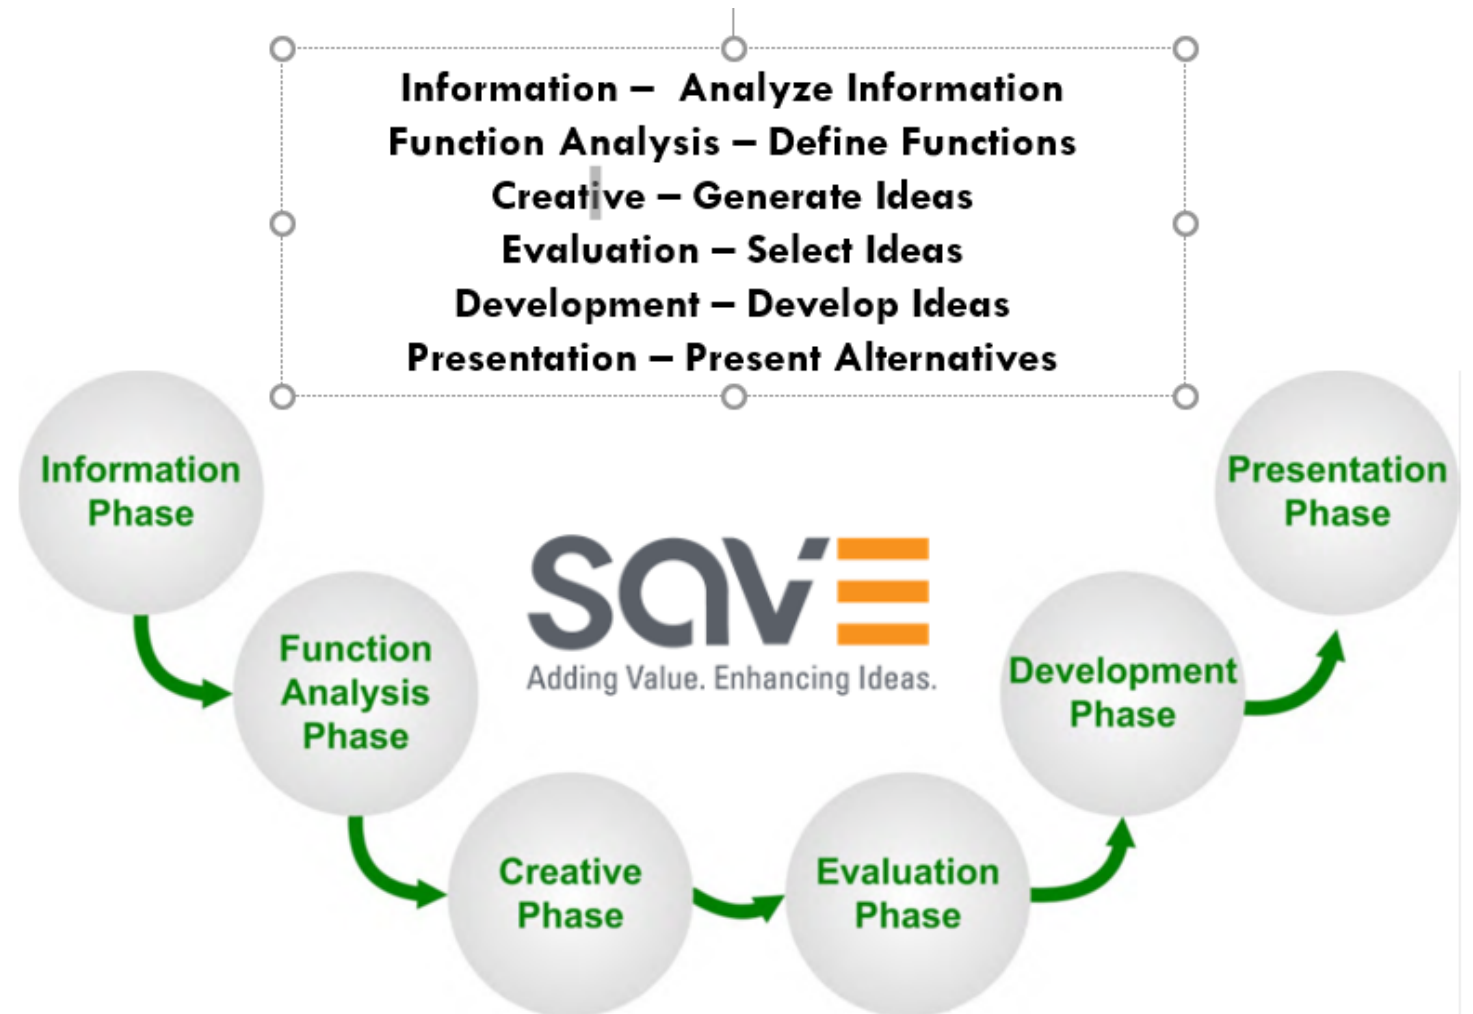 Information – Analyze Information
Function Analysis – Define Functions
Creative – Generate Ideas
Evaluation – Select Ideas
Development – Develop Ideas
Presentation – Present Alternatives
Information
Phase
Function
Analysis
Phase
Creative
Phase
Evaluation
Phase
Development
Phase
Presentation
Phase
save
Adding Value. Enhancing Ideas.